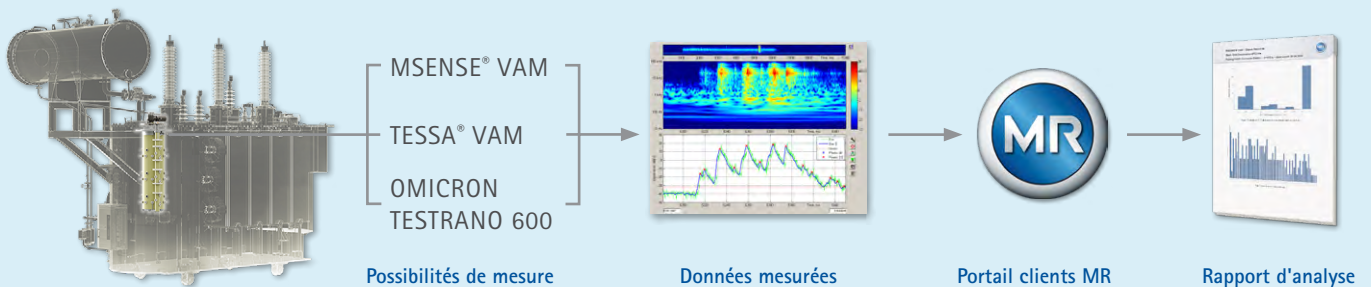 MSENSE® VAM
TESSA® VAM
OMICRON
TESTRANO 600
MR
Possibilités de mesure
Données mesurées
Portail clients MR
Rapport d'analyse